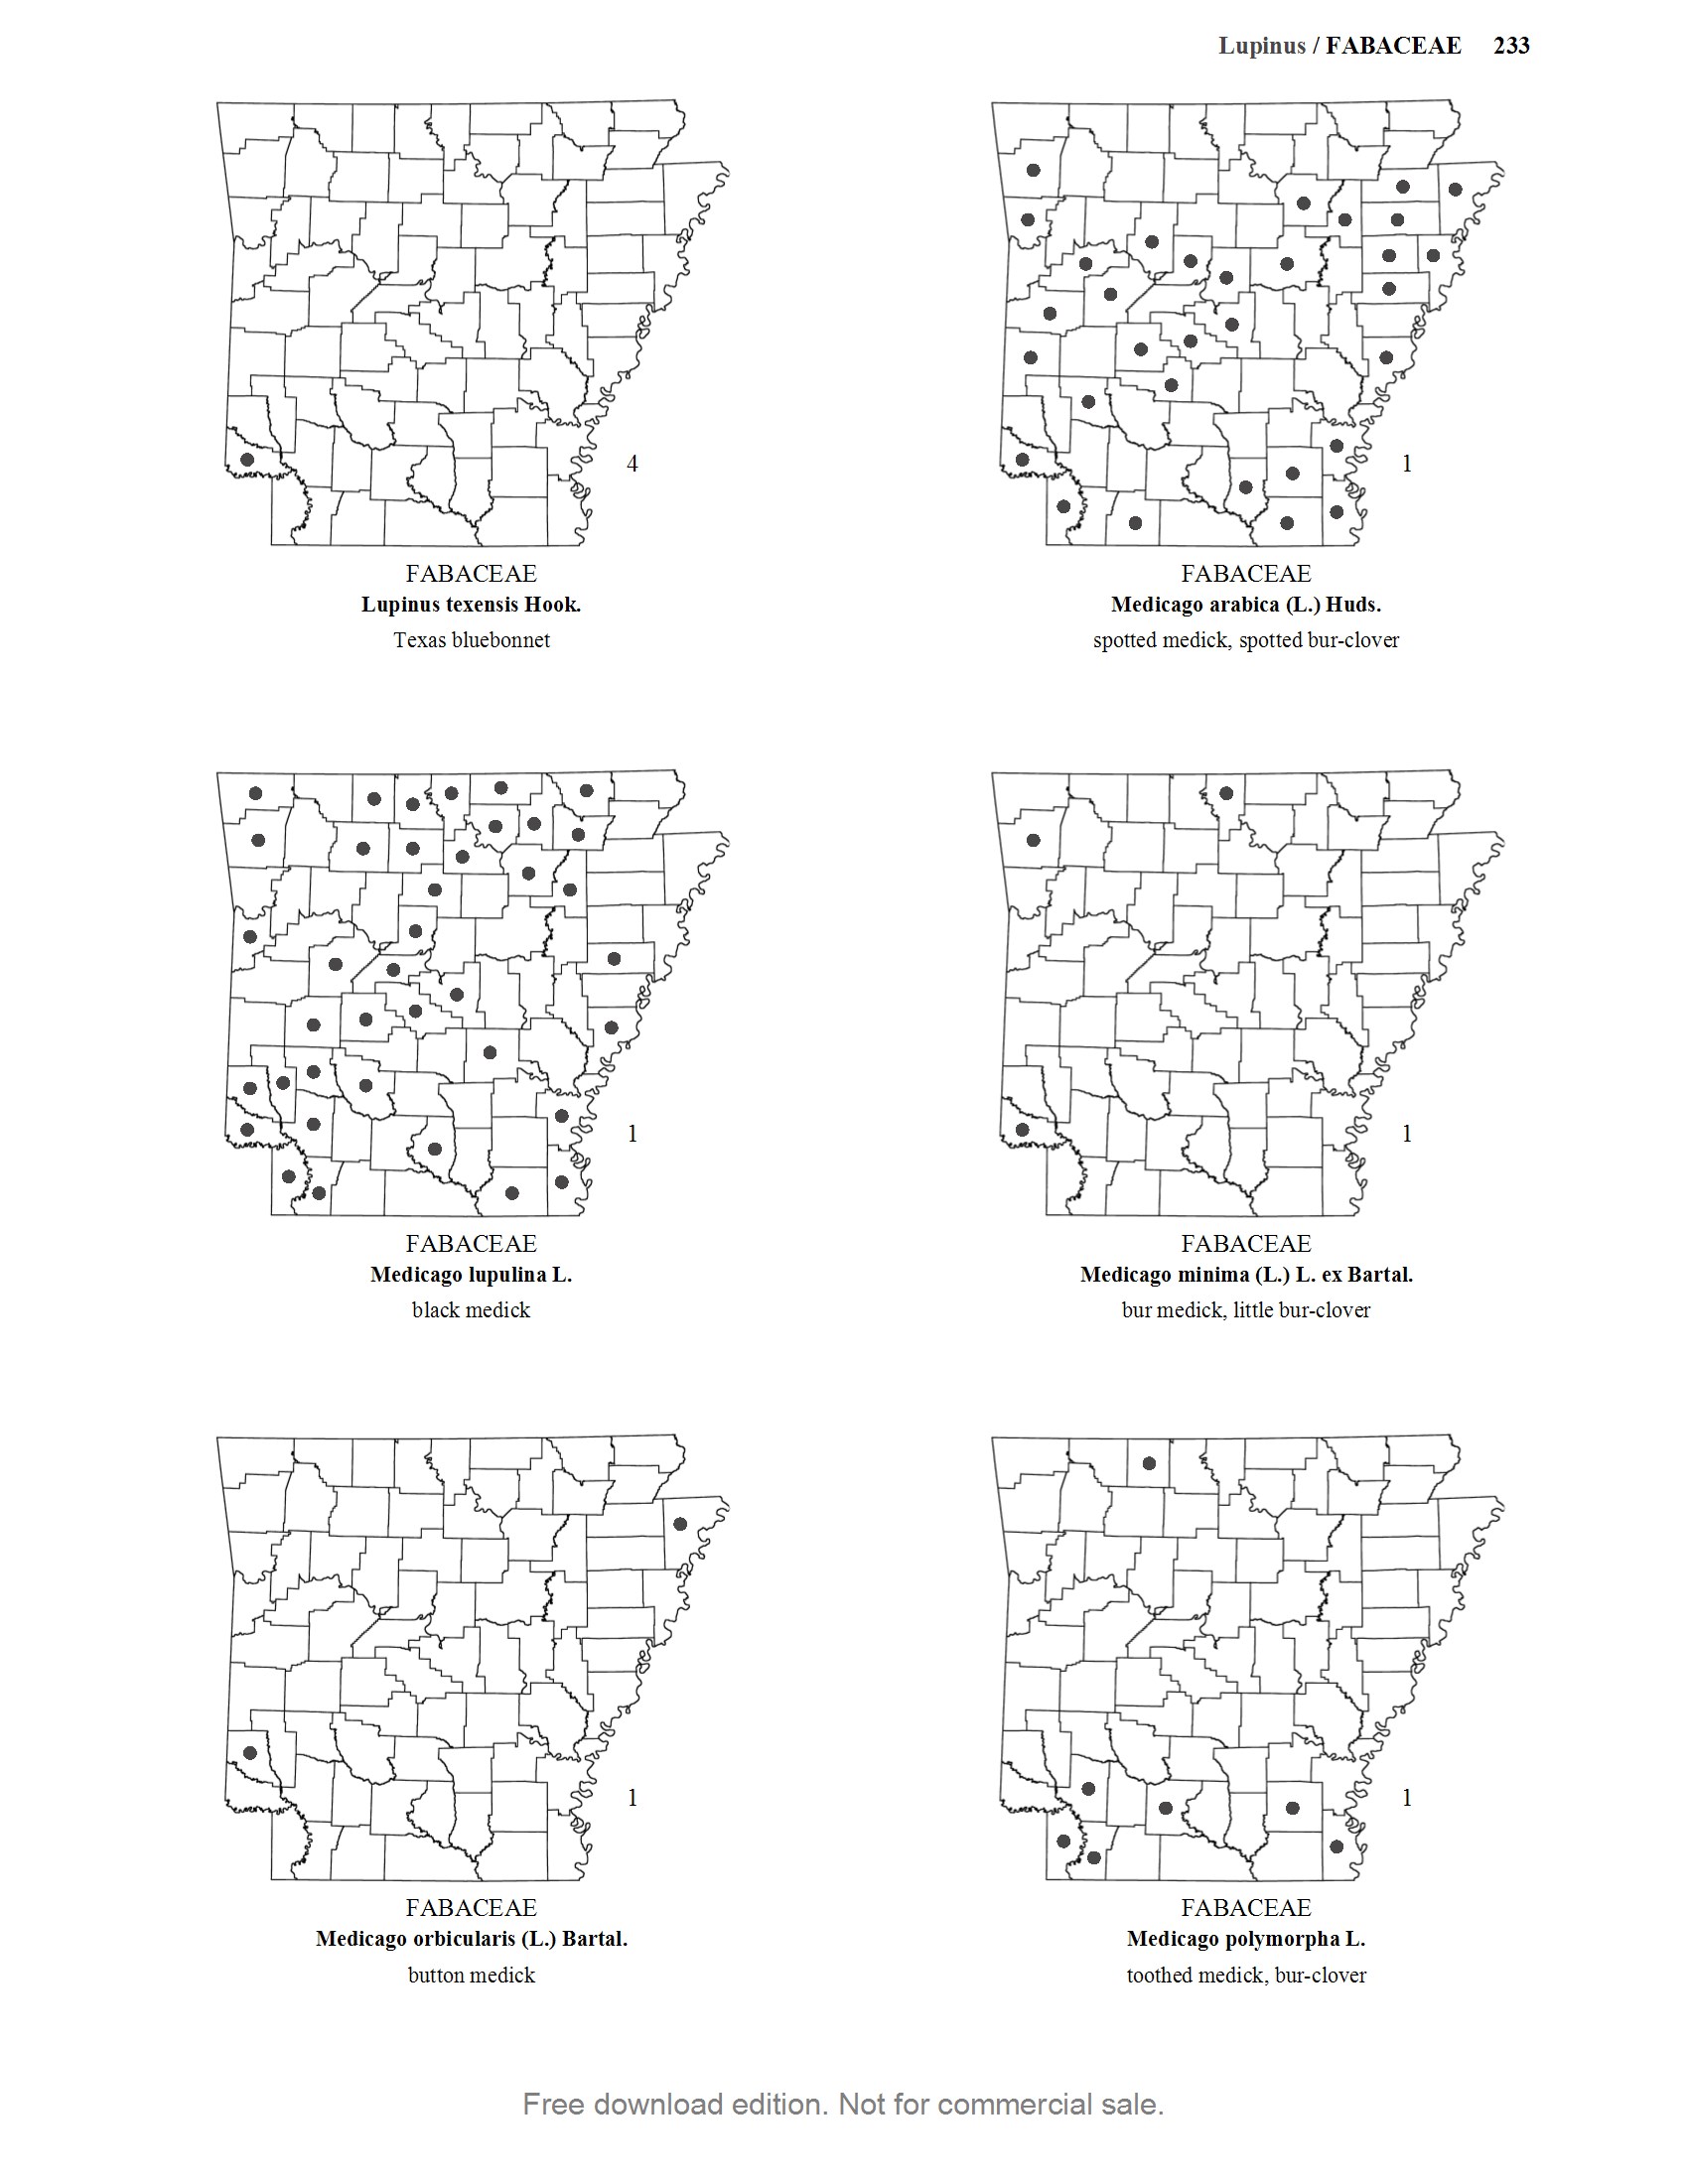 Lupinus / FABACEAE 233
4
FABACEAE
Lupinus texensis Hook.
Texas bluebonnet
1
FABACEAE
Medicago arabica (L.) Huds.
spotted medick, spotted bur-clover
1
FABACEAE
Medicago lupulina L.
black medick
1
FABACEAE
Medicago minima (L.) L. ex Bartal.
bur medick, little bur-clover
1
FABACEAE
Medicago orbicularis (L.) Bartal.
button medick
1
FABACEAE
Medicago polymorpha L.
toothed medick, bur-clover
Free download edition. Not for commercial sale.